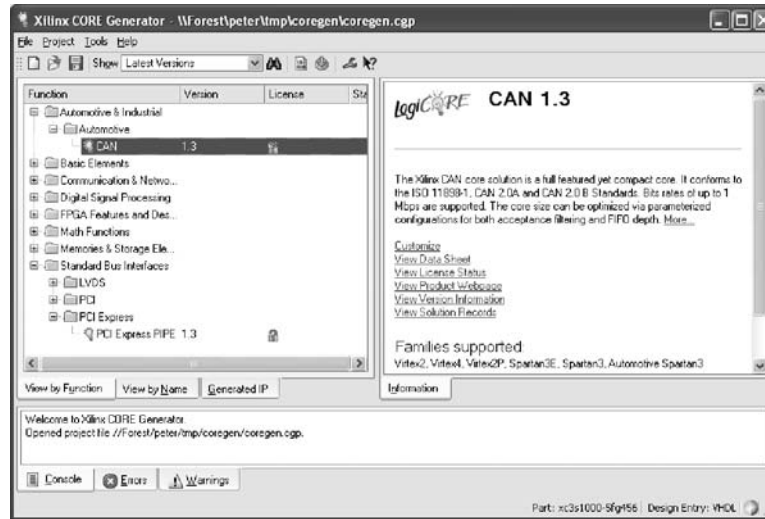 Xilinx CORE Generator - \\Forest\peter\tmp\coregen\coregen.cgp
File Project Tools Help
Show Latest Versions
Function Version License Sta
Automotive & Industrial
Automotive
CAN 1.3
Basic Elements
Communication & Netwo...
Digital Signal Processing
FPGA Features and Des...
Math Functions
Memories & Storage Ele...
Standard Bus Interfaces
LVDS
PCI
PCI Express
PCI Express PIPE 1.3
View by Function View by Name Generated IP
logiCORE CAN 1.3
The Xilinx CAN core solution is a full featured yet compact core. It conforms to
the ISO 11898-1, CAN 2.0A and CAN 2.0 B Standards. Bits rates of up to 1
Mbps are supported. The core size can be optimized via parameterized
configurations for both acceptance filtering and FIFO depth. More...
Customize
View Data Sheet
View License Status
View Product Webpage
View Version Information
View Solution Records
Families supported
Virtex2, Virtex4, Virtex2P, Spartan3E, Spartan3, Automotive Spartan3
Information
Welcome to Xilinx CORE Generator.
Opened project file //Forest/peter/tmp/coregen/coregen.cgp.
Console Errors Warnings
Part: xc3s1000-5fg456 Design Entry: VHDL